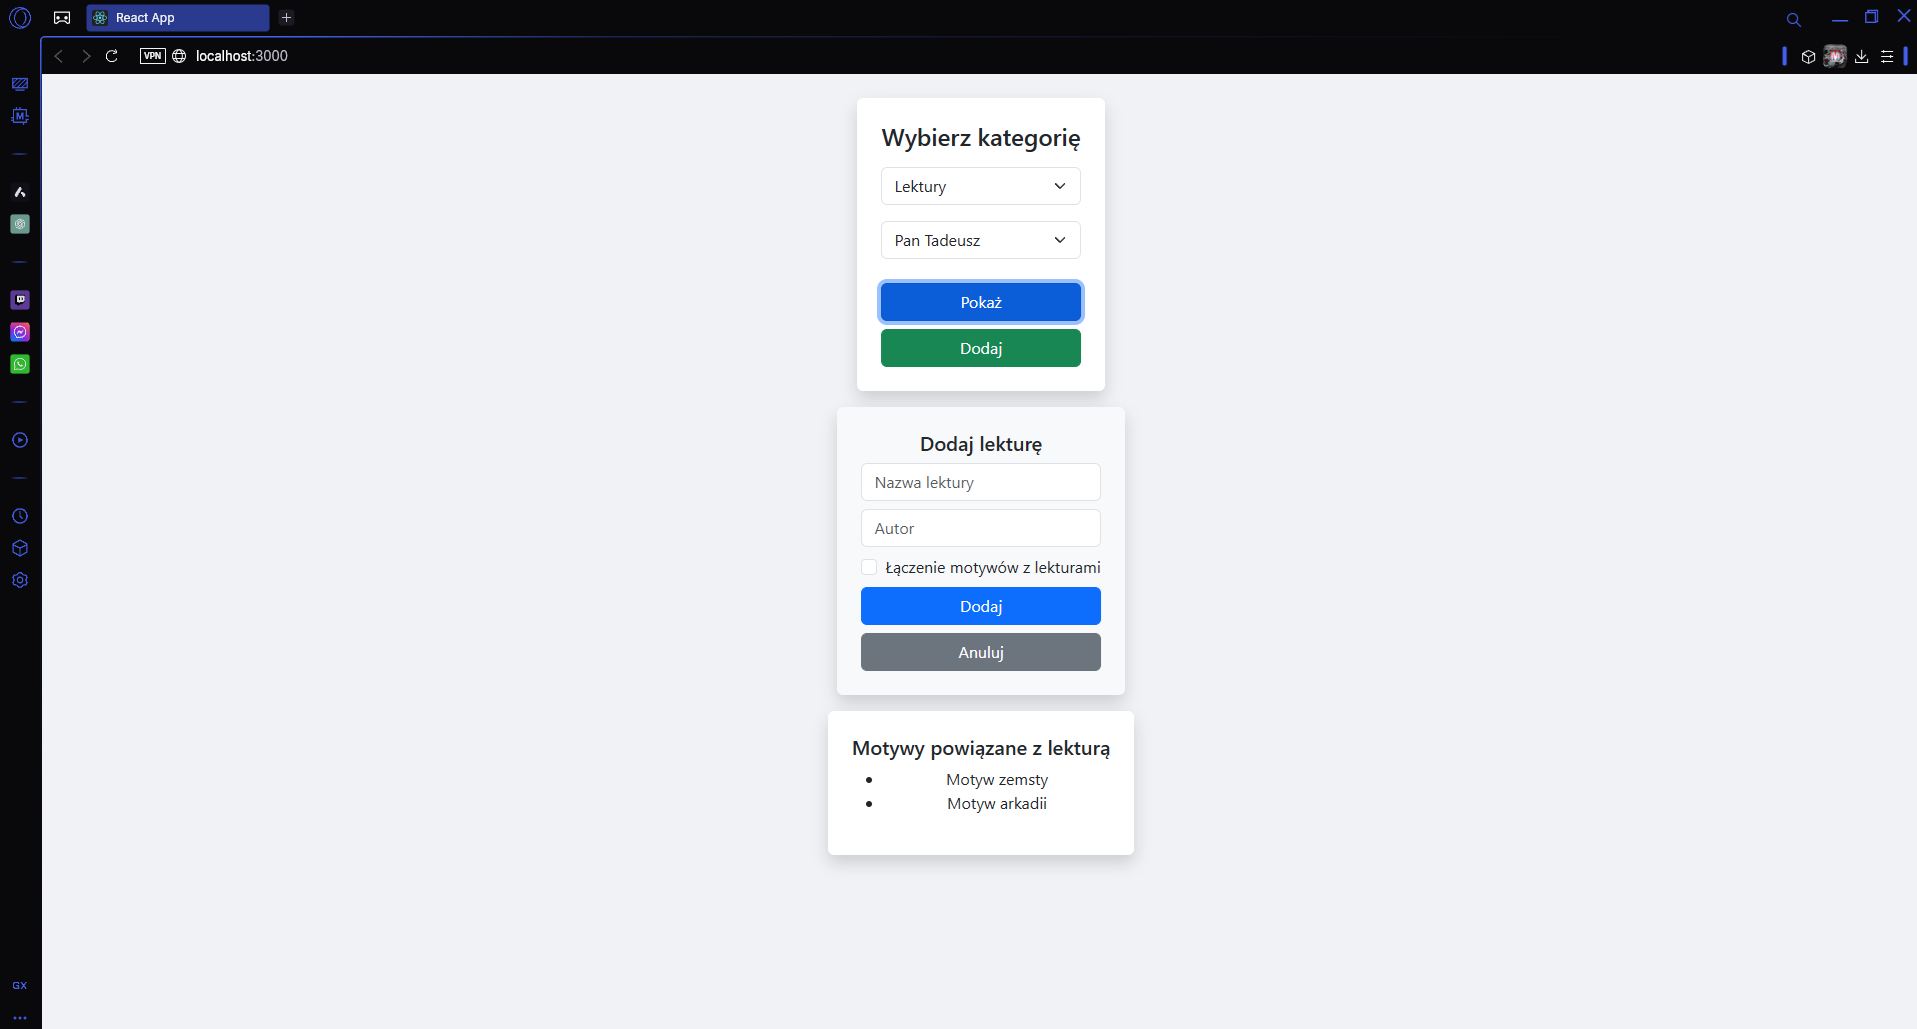 React App
VPN localhost:3000
M
Wybierz kategorię
Lektury
Pan Tadeusz
Pokaż
Dodaj
Dodaj lekturę
Nazwa lektury
Autor
Łączenie motywów z lekturami
Dodaj
Anuluj
Motywy powiązane z lekturą
Motyw zemsty
Motyw arkadii
GX